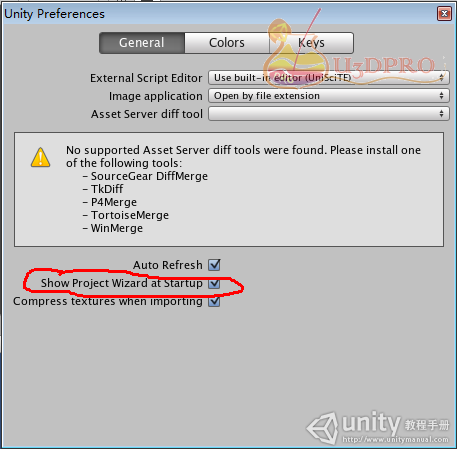 Unity Preferences
General Colors Keys
H3DPRO
External Script Editor Use built-in editor (UniSciTE)
Image application Open by file extension
Asset Server diff tool
No supported Asset Server diff tools were found. Please install one
of the following tools:
- SourceGear DiffMerge
- TkDiff
- P4Merge
- TortoiseMerge
- WinMerge
Auto Refresh
Show Project Wizard at Startup
Compress textures when importing
unity 教程手册
http://www.unitymanual.com